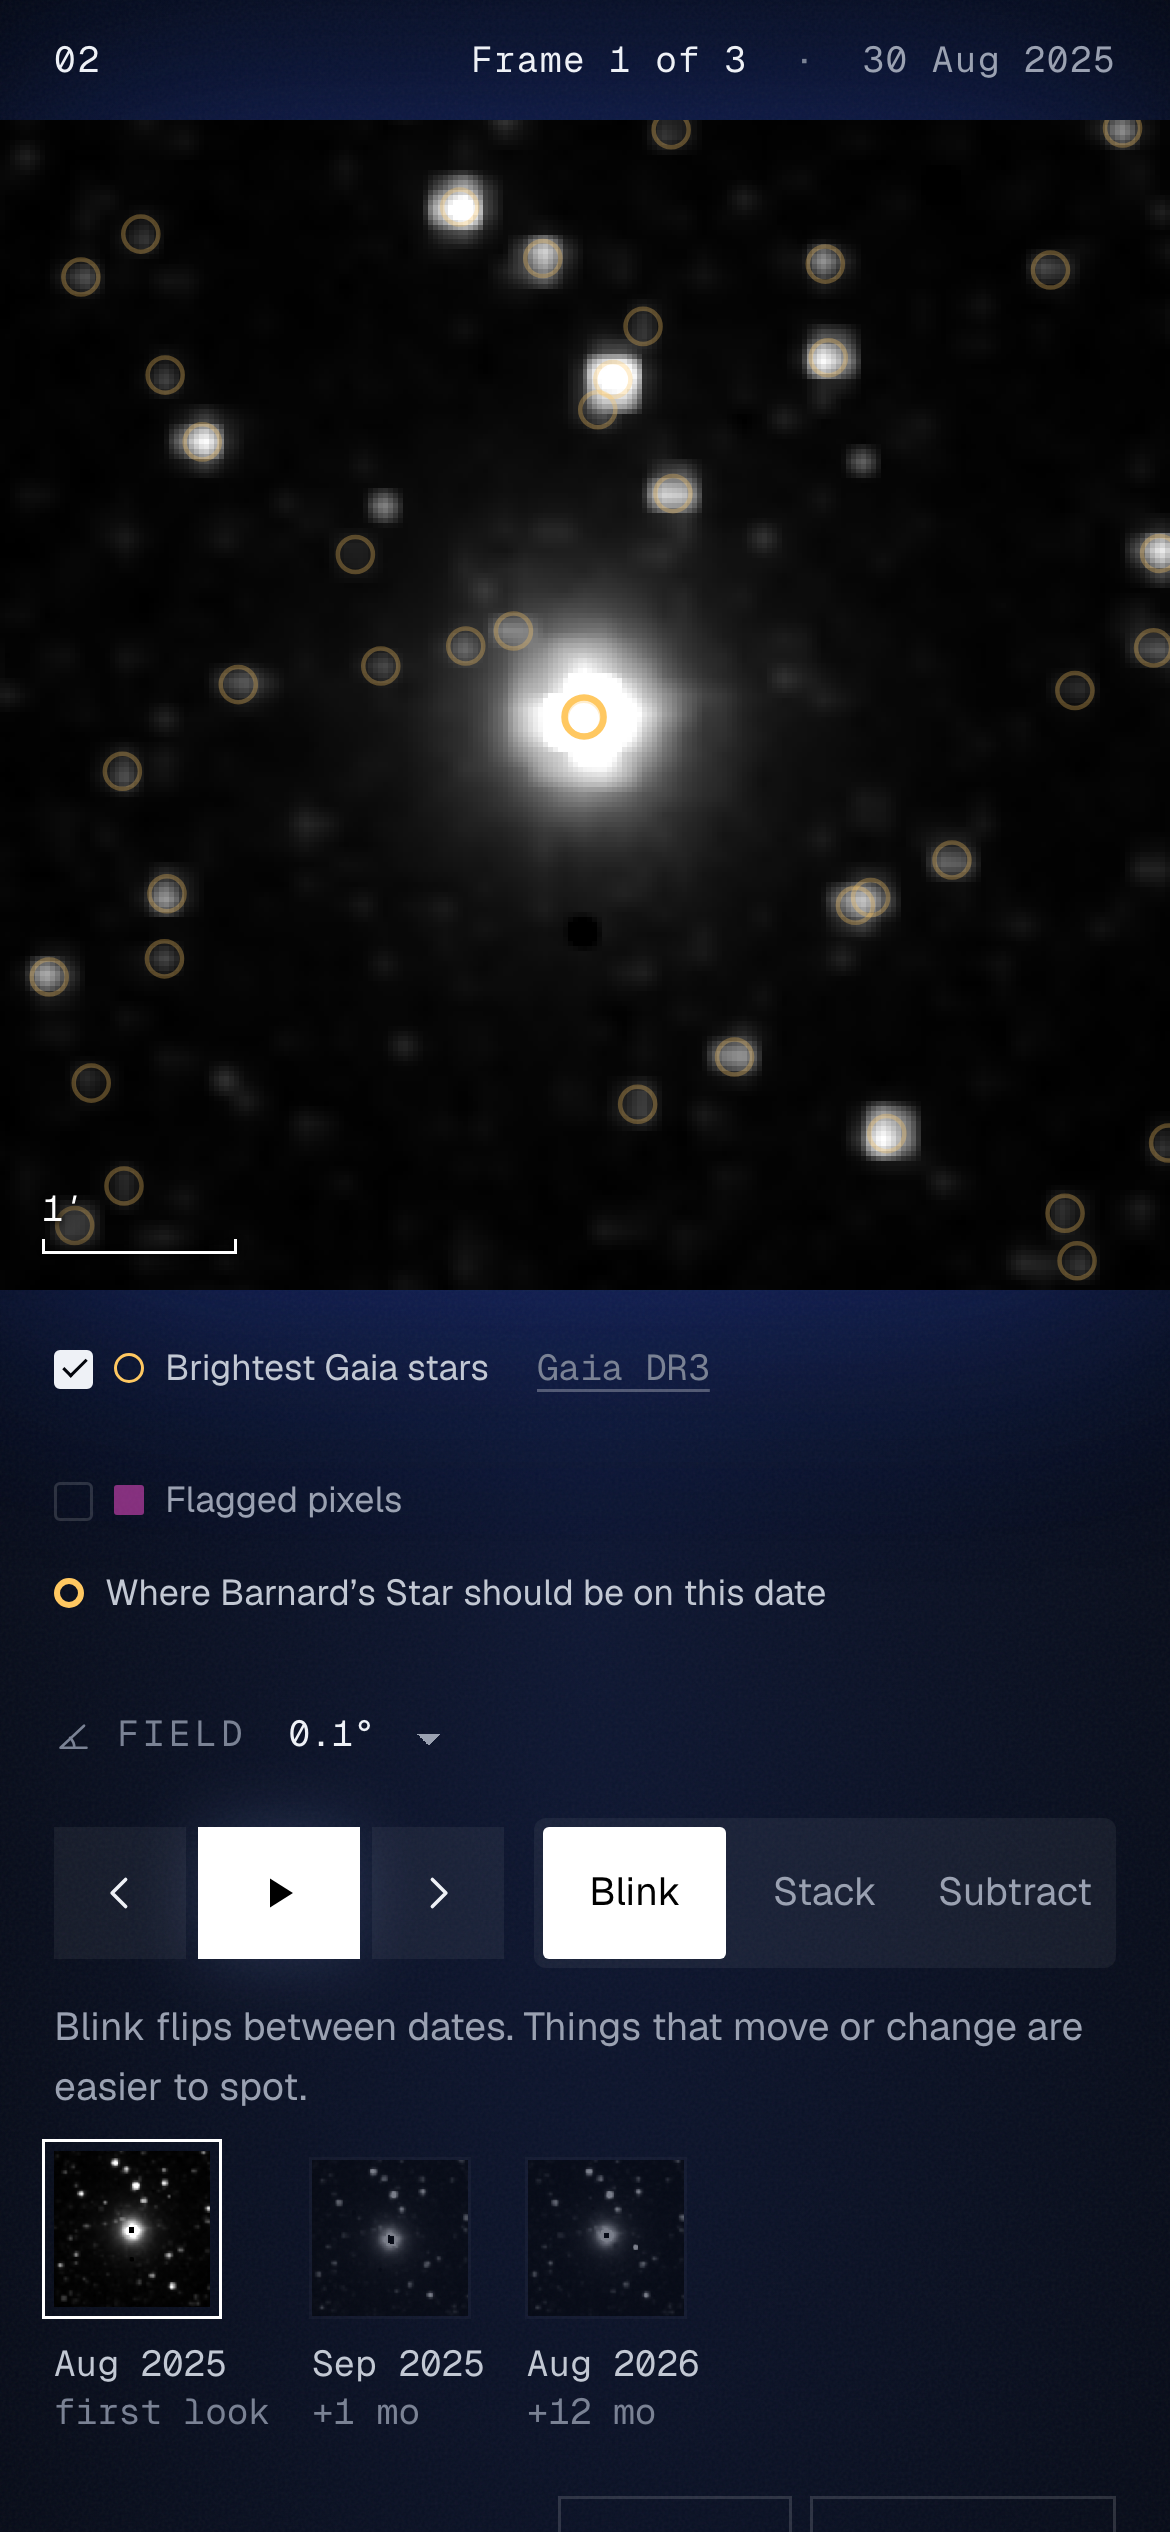 02 Frame 1 of 3 · 30 Aug 2025
1′
Brightest Gaia stars Gaia DR3
Flagged pixels
Where Barnard’s Star should be on this date
FIELD 0.1°
Blink Stack Subtract
Blink flips between dates. Things that move or change are
easier to spot.
Aug 2025 Sep 2025 Aug 2026
first look +1 mo +12 mo